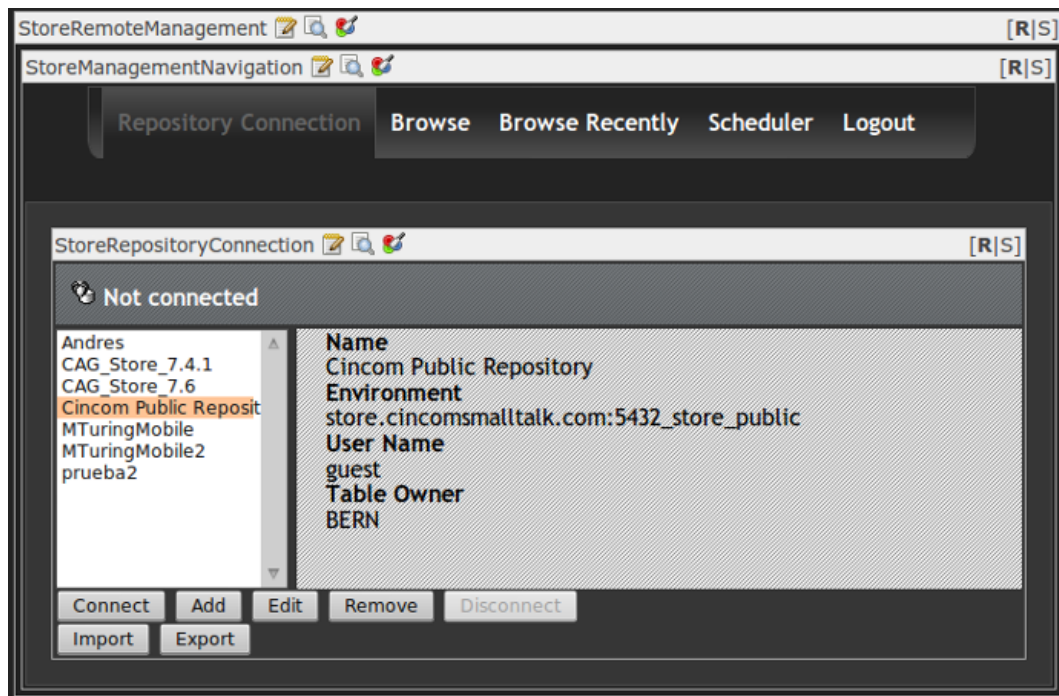 StoreRemoteManagement [R|S]
StoreManagementNavigation [R|S]
Repository Connection Browse Browse Recently Scheduler Logout
StoreRepositoryConnection [R|S]
Not connected
Andres
CAG_Store_7.4.1
CAG_Store_7.6
Cincom Public Reposit
MTuringMobile
MTuringMobile2
prueba2
Name
Cincom Public Repository
Environment
store.cincomsmalltalk.com:5432_store_public
User Name
guest
Table Owner
BERN
Connect Add Edit Remove Disconnect
Import Export